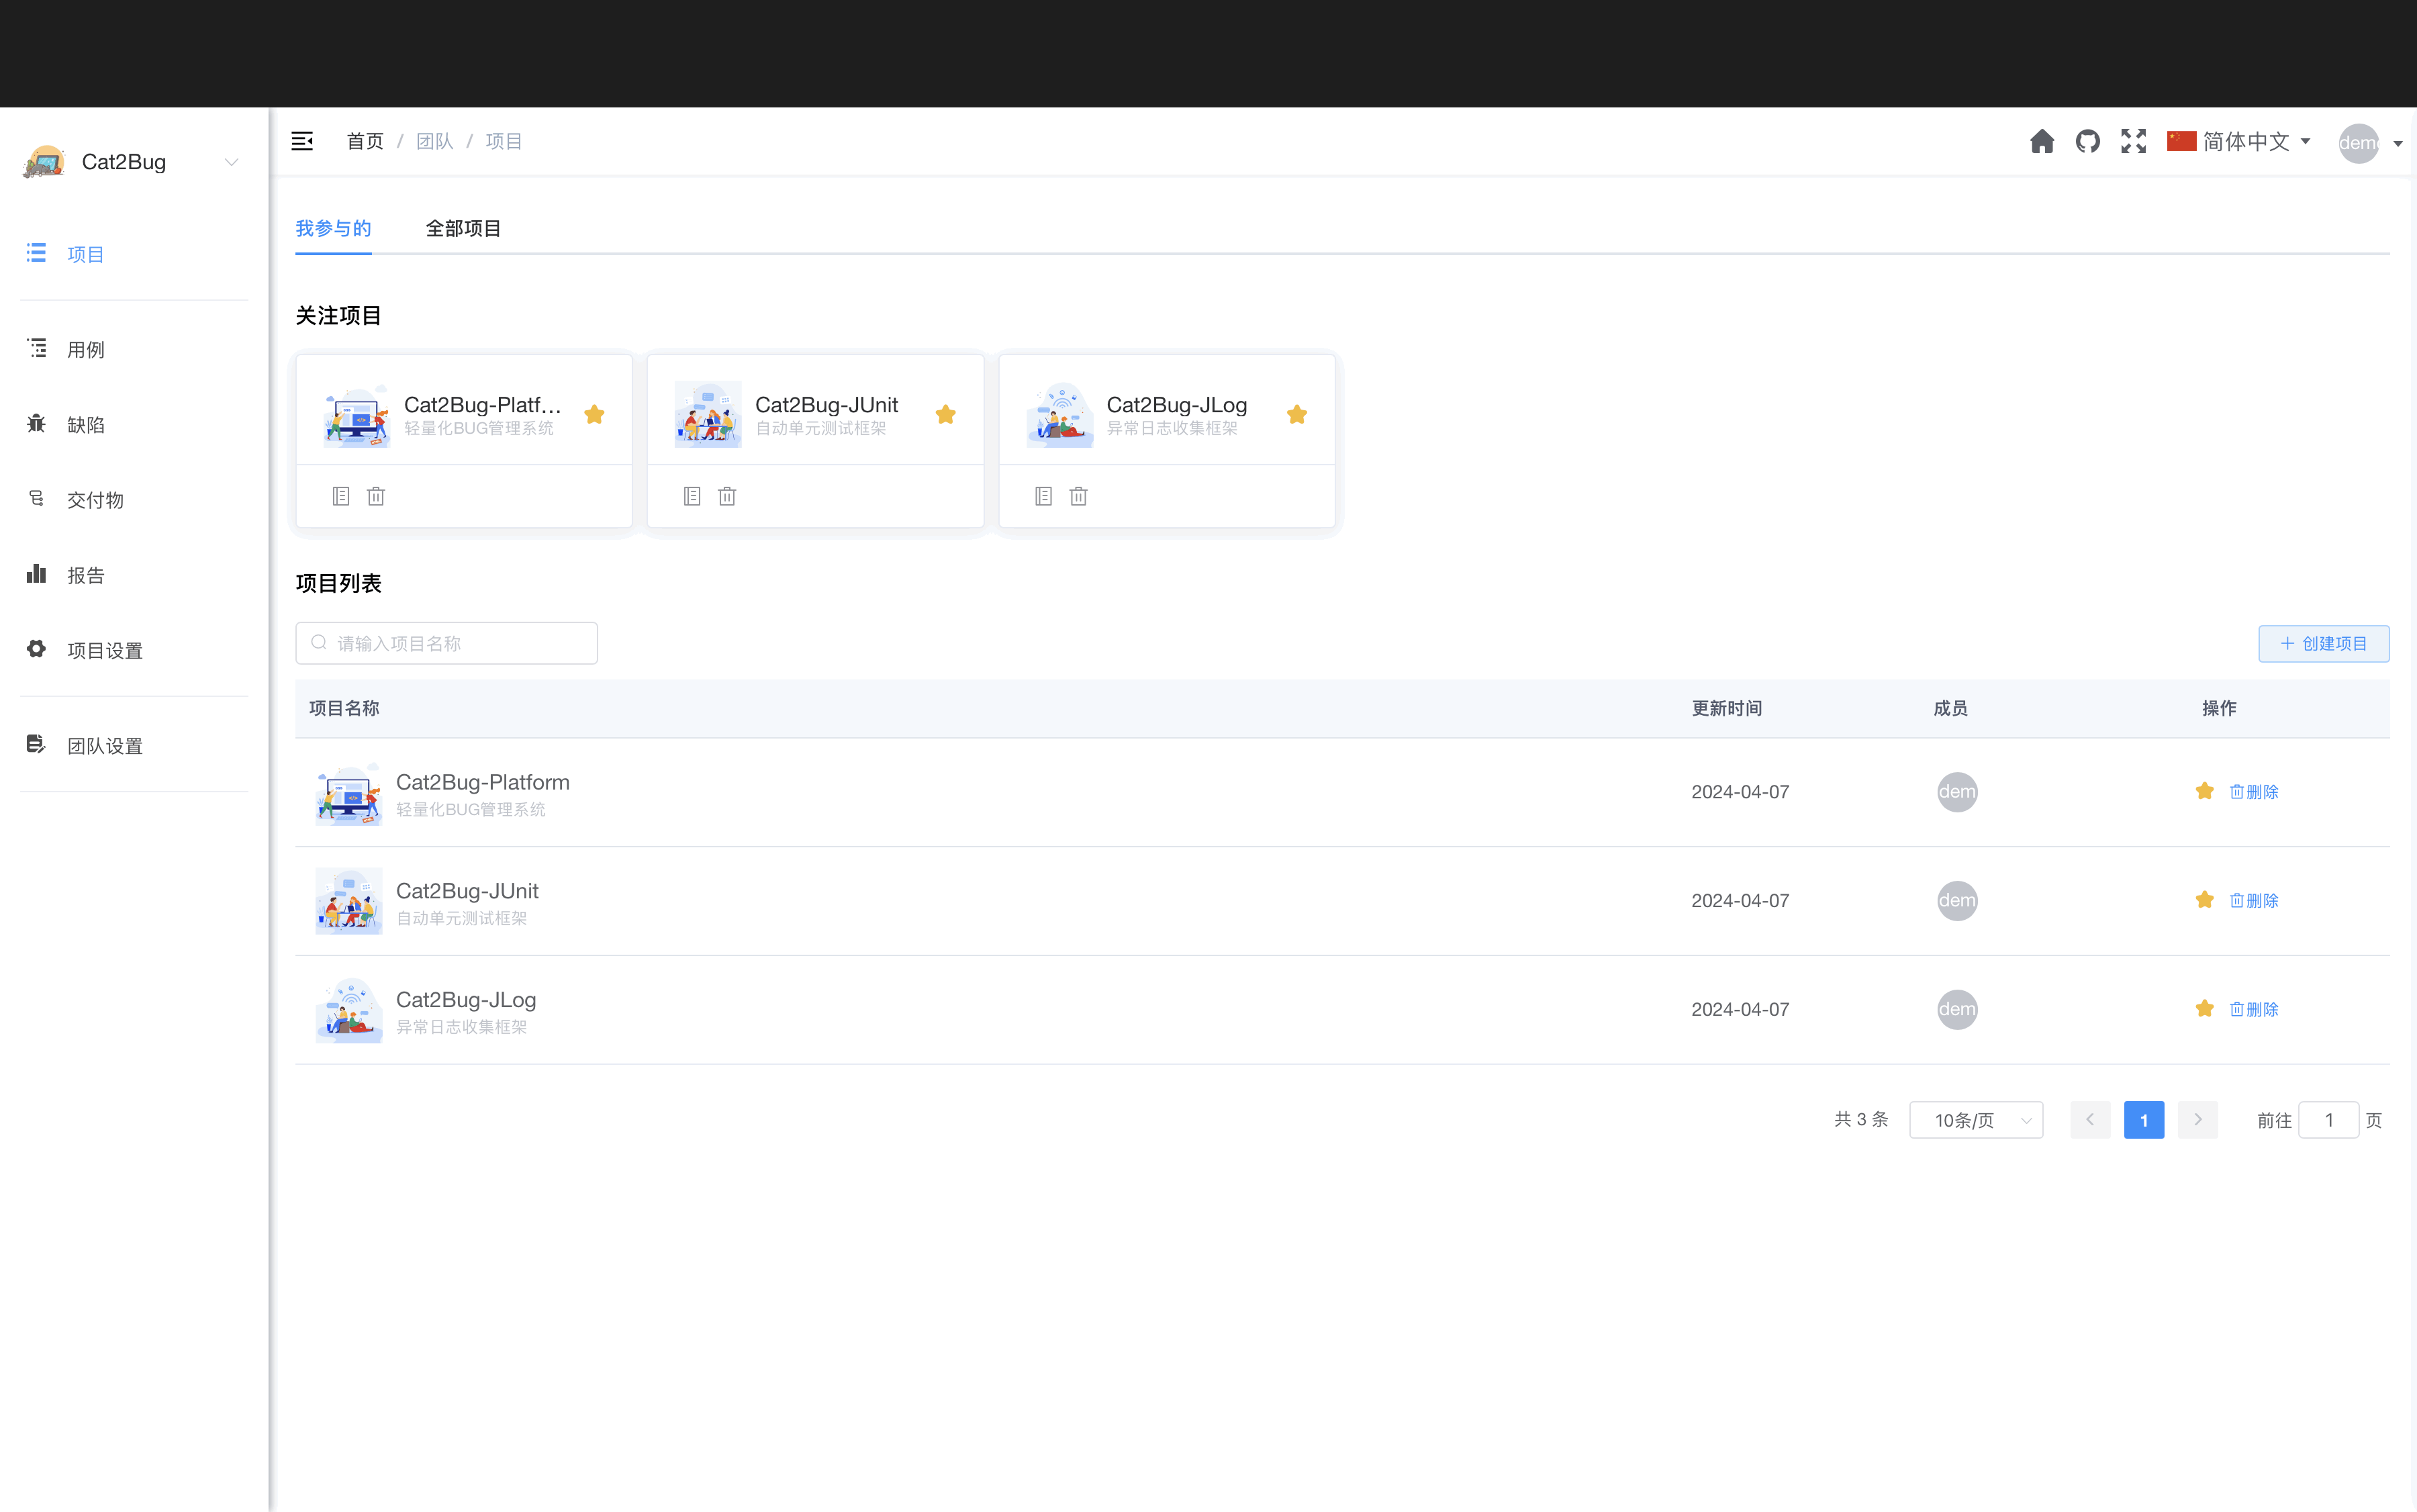 Cat2Bug
项目
用例
缺陷
交付物
报告
项目设置
团队设置
首页 / 团队 / 项目
简体中文
dem
我参与的 全部项目
关注项目
Cat2Bug-Platf...
轻量化BUG管理系统
Cat2Bug-JUnit
自动单元测试框架
Cat2Bug-JLog
异常日志收集框架
项目列表
请输入项目名称
创建项目
项目名称 更新时间 成员 操作
Cat2Bug-Platform
轻量化BUG管理系统
2024-04-07 dem 删除
Cat2Bug-JUnit
自动单元测试框架
2024-04-07 dem 删除
Cat2Bug-JLog
异常日志收集框架
2024-04-07 dem 删除
共 3 条 10条/页 1 前往 1 页